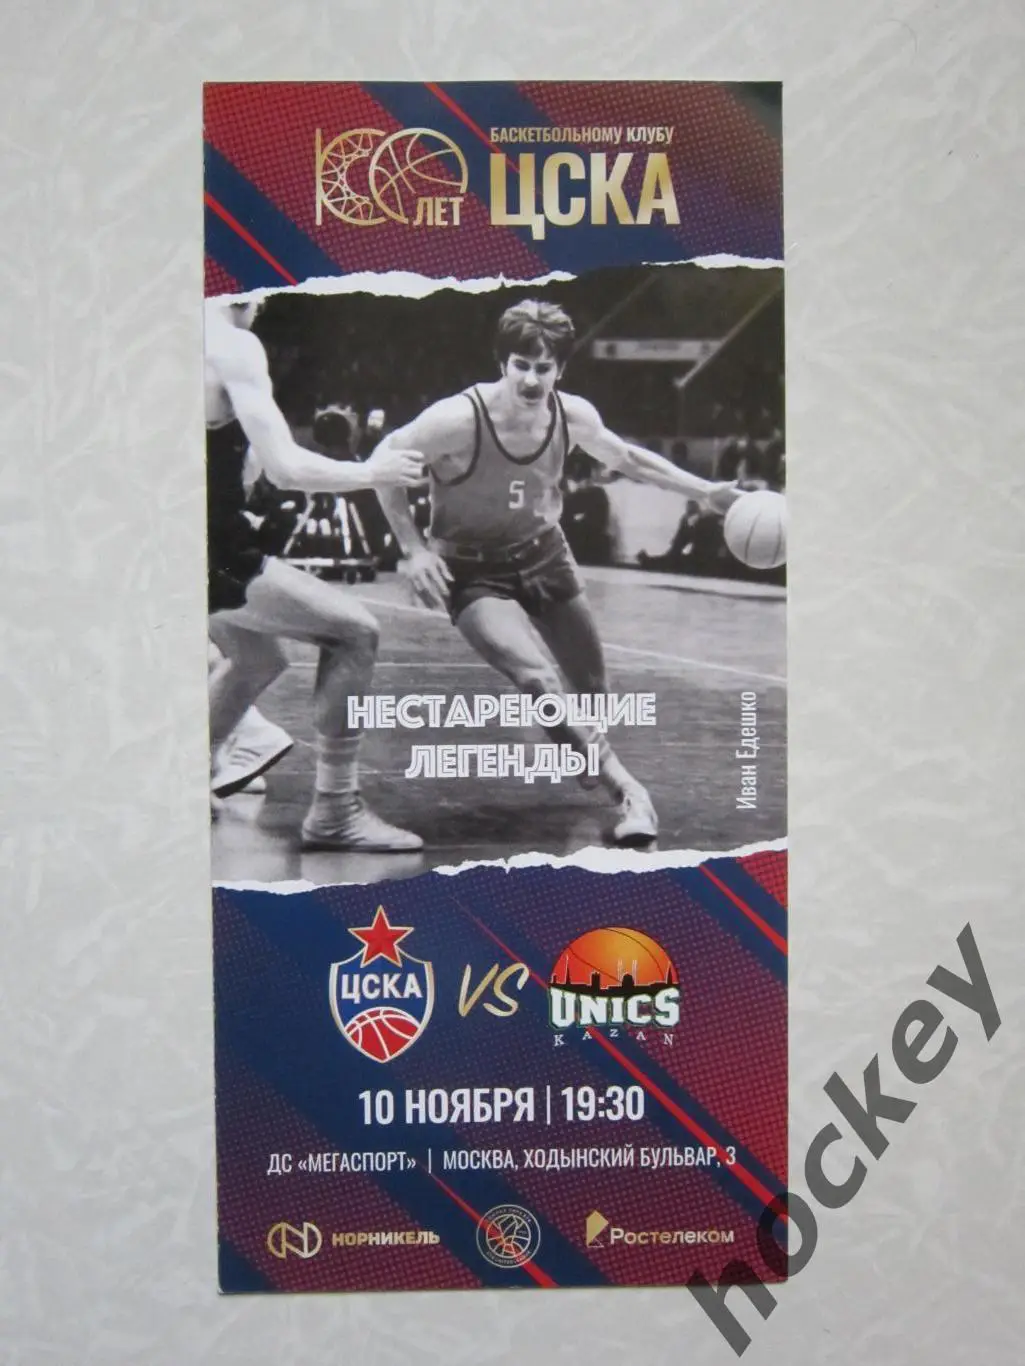 100 ЛЕТ
БАСКЕТБОЛЬНОМУ КЛУБУ
ЦСКА
5
НЕСТАРЕЮЩИЕ
ЛЕГЕНДЫ
Иван Едешко
ЦСКА
VS
UNICS
KAZAN
10 НОЯБРЯ | 19:30
ДС «МЕГАСПОРТ» | МОСКВА, ХОДЫНСКИЙ БУЛЬВАР, 3
НОРНИКЕЛЬ
Ростелеком
hockey